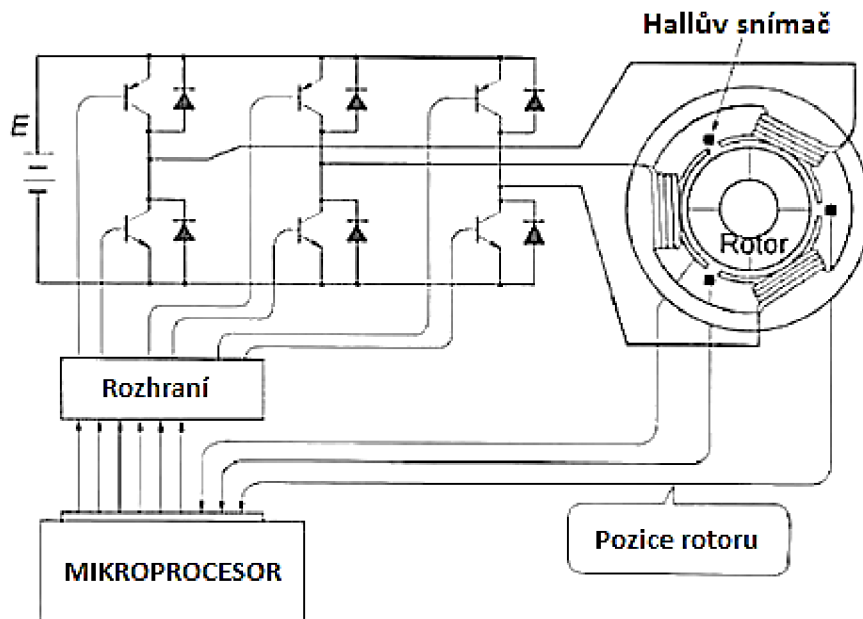 Hallův snímač
E
Rotor
Rozhraní
Pozice rotoru
MIKROPROCESOR